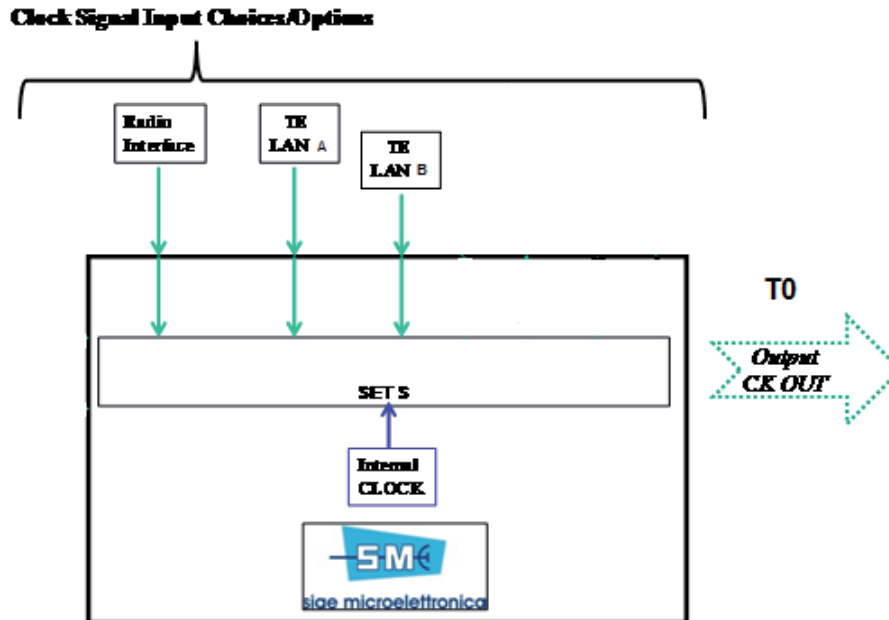 Clock Signal Input Choices/Options
Radio
Interface
TE
LAN A
TE
LAN B
T0
Output
CK OUT
SET S
Internal
CLOCK
SM
siae microelettronica